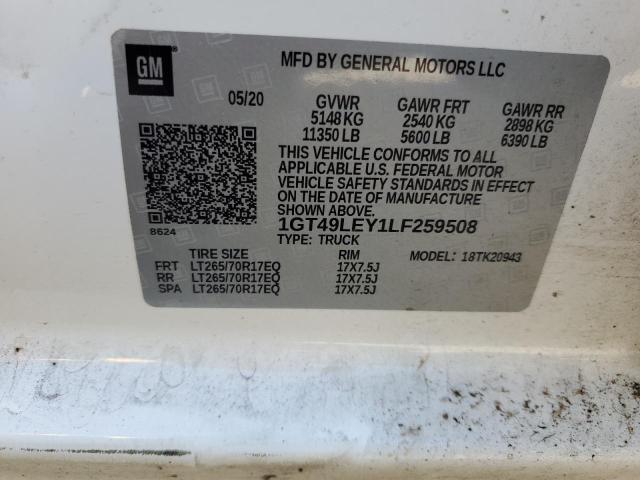 GM
MFD BY GENERAL MOTORS LLC
05/20 GVWR GAWR FRT GAWR RR
5148 KG 2540 KG 2898 KG
11350 LB 5600 LB 6390 LB
THIS VEHICLE CONFORMS TO ALL
APPLICABLE U.S. FEDERAL MOTOR
VEHICLE SAFETY STANDARDS IN EFFECT
ON THE DATE OF MANUFACTURE
SHOWN ABOVE.
8624 1GT49LEY1LF259508
TYPE: TRUCK
TIRE SIZE RIM MODEL: 18TK20943
FRT LT265/70R17EQ 17X7.5J
RR LT265/70R17EQ 17X7.5J
SPA LT265/70R17EQ 17X7.5J